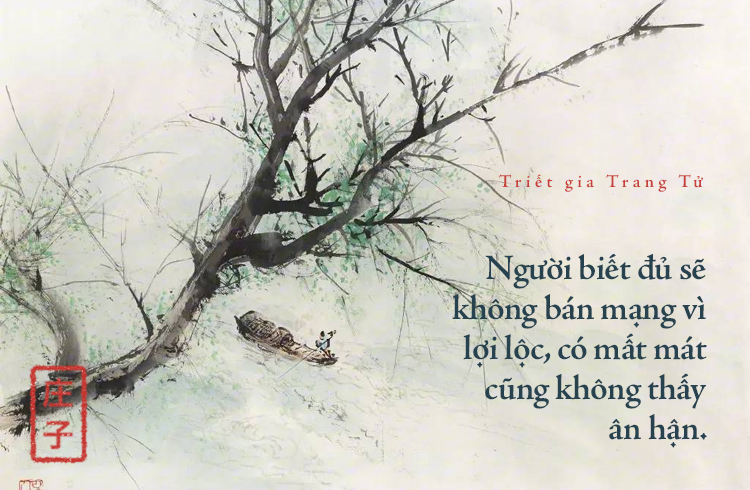 Triết gia Trang Tử
Người biết đủ sẽ
không bán mạng vì
lợi lộc, có mất mát
cũng không thấy
ân hận.
庄
子